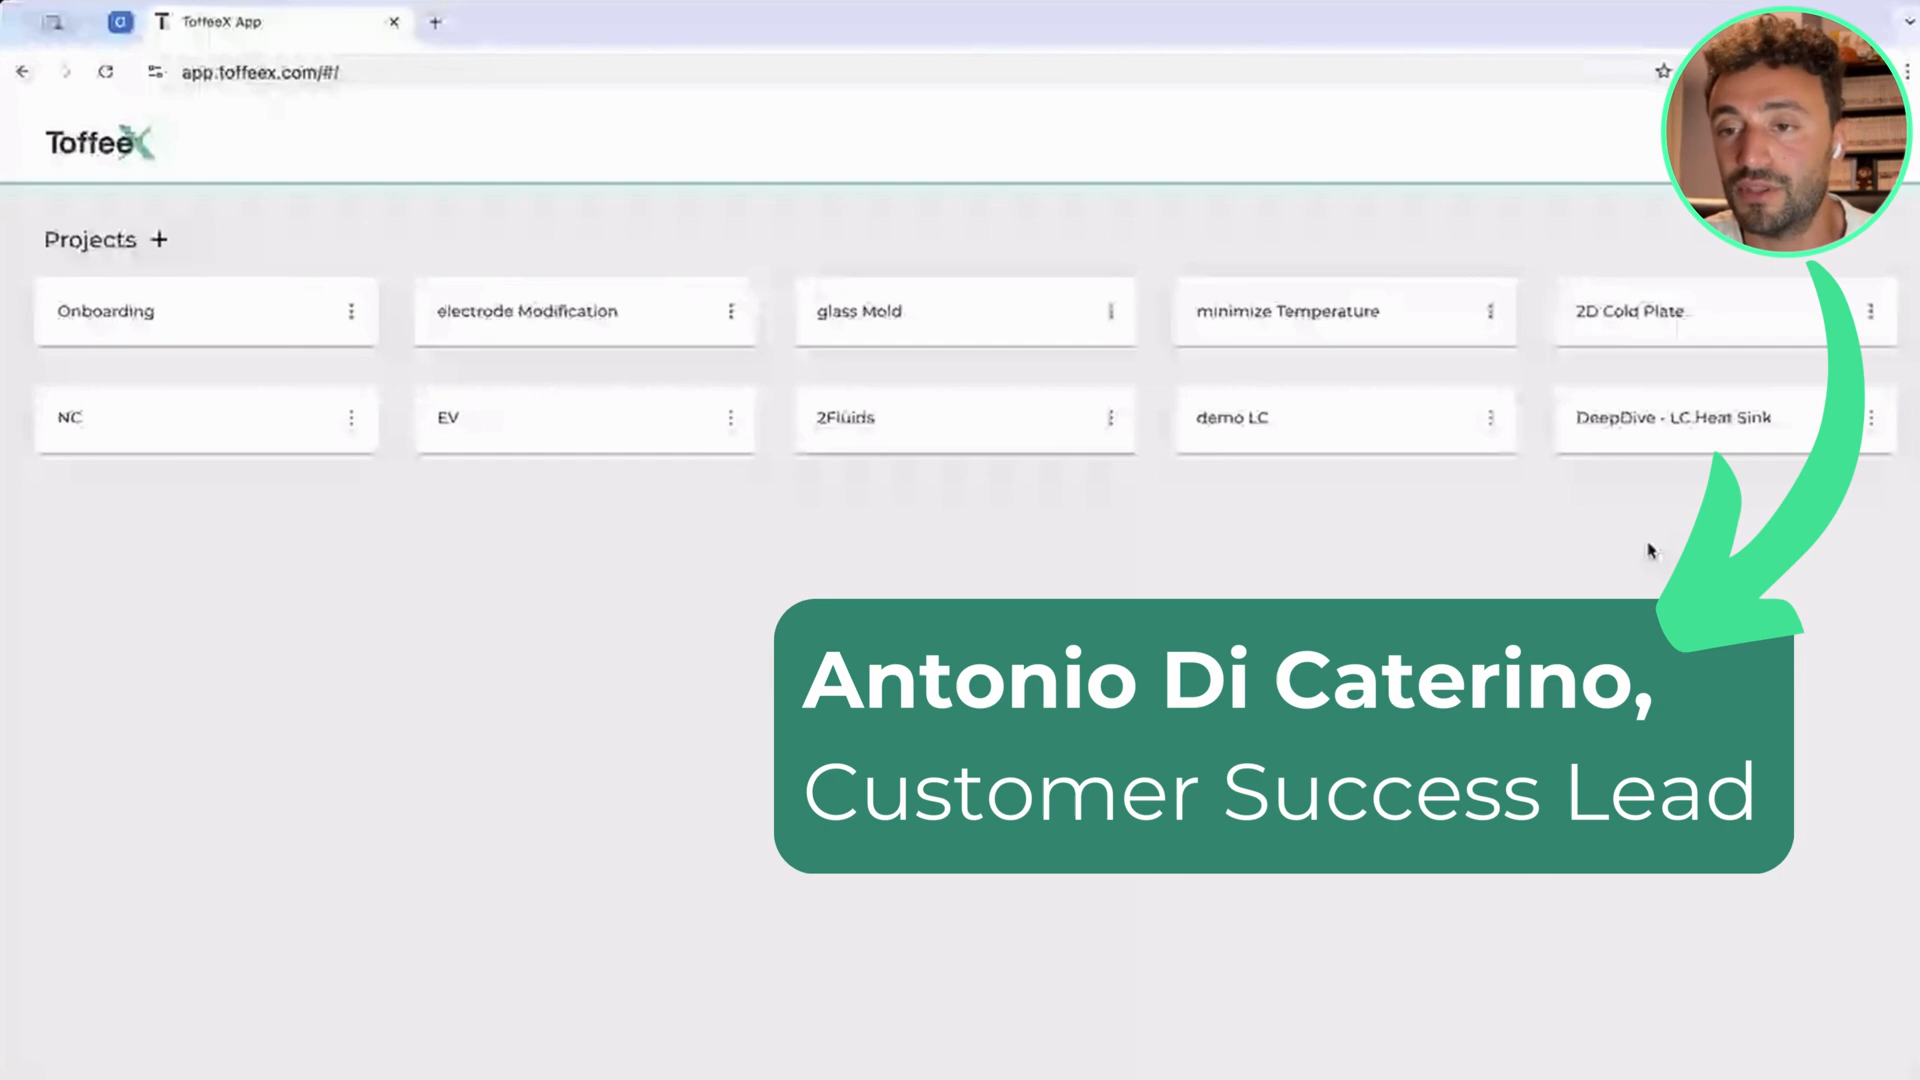 ToffeeX App
app.toffeex.com/#/
ToffeeX
Projects +
Onboarding
electrode Modification
glass Mold
minimize Temperature
2D Cold Plate
NC
EV
2Fluids
demo LC
DeepDive - LC Heat Sink
Antonio Di Caterino,
Customer Success Lead